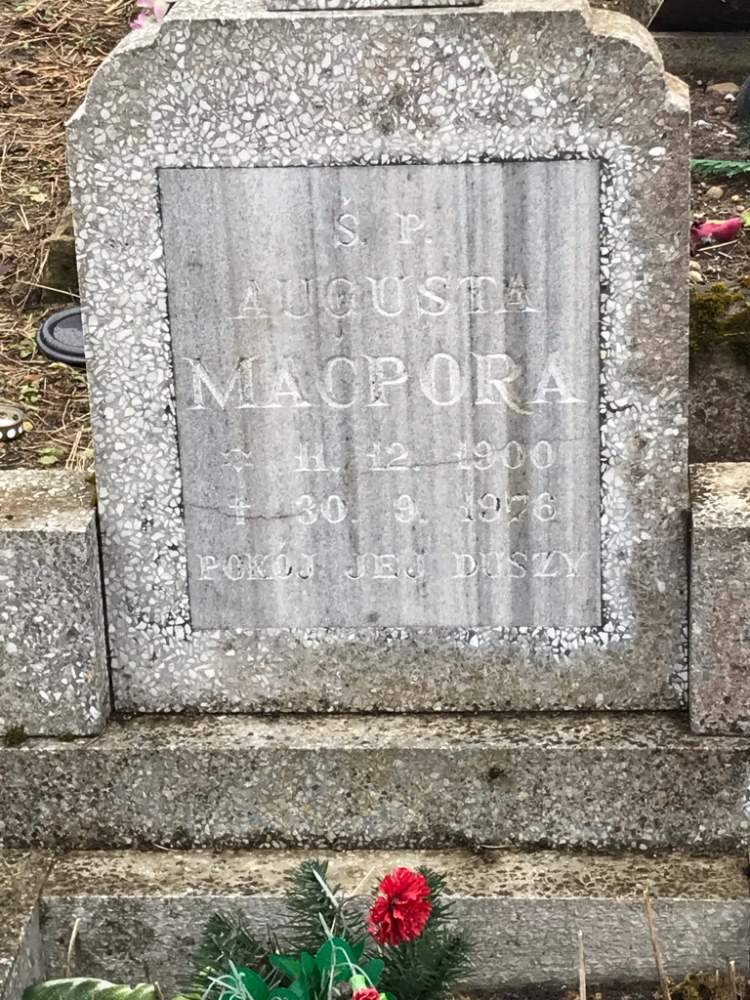 Ś. P.
AUGUSTA
MAĆPORA
* 11. 12. 1900
† 30. 9. 1976
POKÓJ JEJ DUSZY